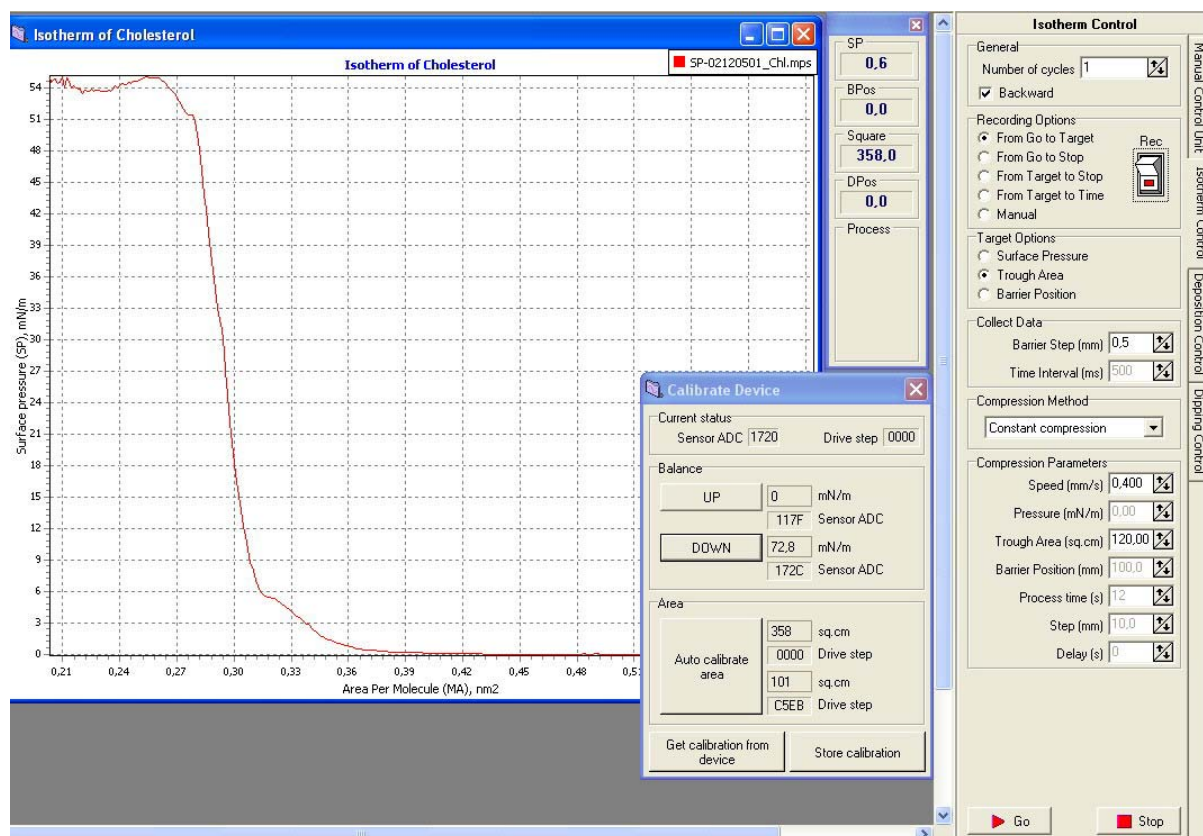 Isotherm of Cholesterol
Isotherm of Cholesterol
SP-02120501_Chl.mps
54
51
48
45
42
39
36
33
30
27
24
21
18
15
12
9
6
3
0
Surface pressure (SP), mN/m
0,21 0,24 0,27 0,30 0,33 0,36 0,39 0,42 0,45 0,48
Area Per Molecule (MA), nm2
SP
0,6
BPos
0,0
Square
358,0
DPos
0,0
Process
Calibrate Device
Current status
Sensor ADC 1720 Drive step 0000
Balance
UP 0 mN/m
117F Sensor ADC
DOWN 72,8 mN/m
172C Sensor ADC
Area
Auto calibrate area
358 sq.cm
0000 Drive step
101 sq.cm
C5EB Drive step
Get calibration from device
Store calibration
Isotherm Control
General
Number of cycles 1
Backward
Recording Options
From Go to Target
From Go to Stop
From Target to Stop
From Target to Time
Manual
Rec
Target Options
Surface Pressure
Trough Area
Barrier Position
Collect Data
Barrier Step (mm) 0,5
Time Interval (ms) 500
Compression Method
Constant compression
Compression Parameters
Speed (mm/s) 0,400
Pressure (mN/m) 0,00
Trough Area (sq.cm) 120,00
Barrier Position (mm) 100,0
Process time (s) 12
Step (mm) 10,0
Delay (s) 0
Go
Stop
Manual Control Unit
Isotherm Control
Deposition Control
Dipping Control